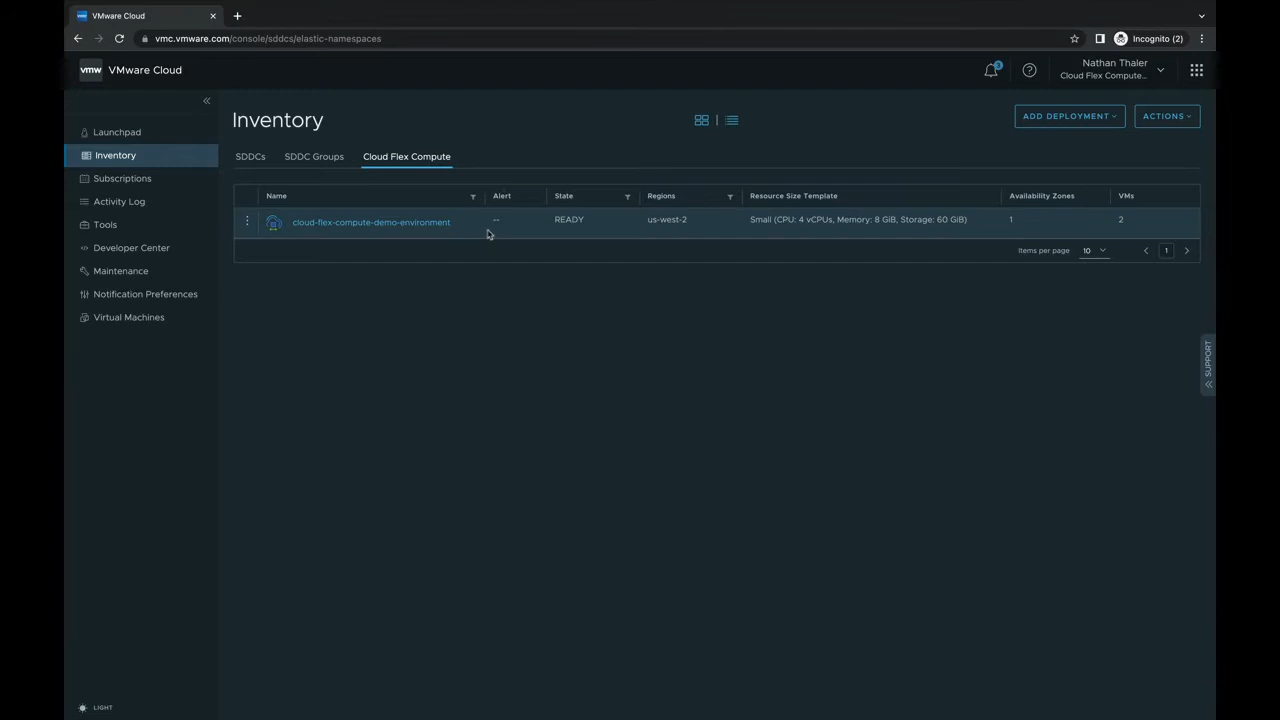 VMware Cloud
vmc.vmware.com/console/sddcs/elastic-namespaces
Incognito (2)
vmw
VMware Cloud
3
Nathan Thaler
Cloud Flex Compute...
Launchpad
Inventory
Subscriptions
Activity Log
Tools
Developer Center
Maintenance
Notification Preferences
Virtual Machines
Inventory
ADD DEPLOYMENT
ACTIONS
SDDCs
SDDC Groups
Cloud Flex Compute
Name
Alert
State
Regions
Resource Size Template
Availability Zones
VMs
cloud-flex-compute-demo-environment
--
READY
us-west-2
Small (CPU: 4 vCPUs, Memory: 8 GiB, Storage: 60 GiB)
1
2
Items per page
10
1
SUPPORT
LIGHT